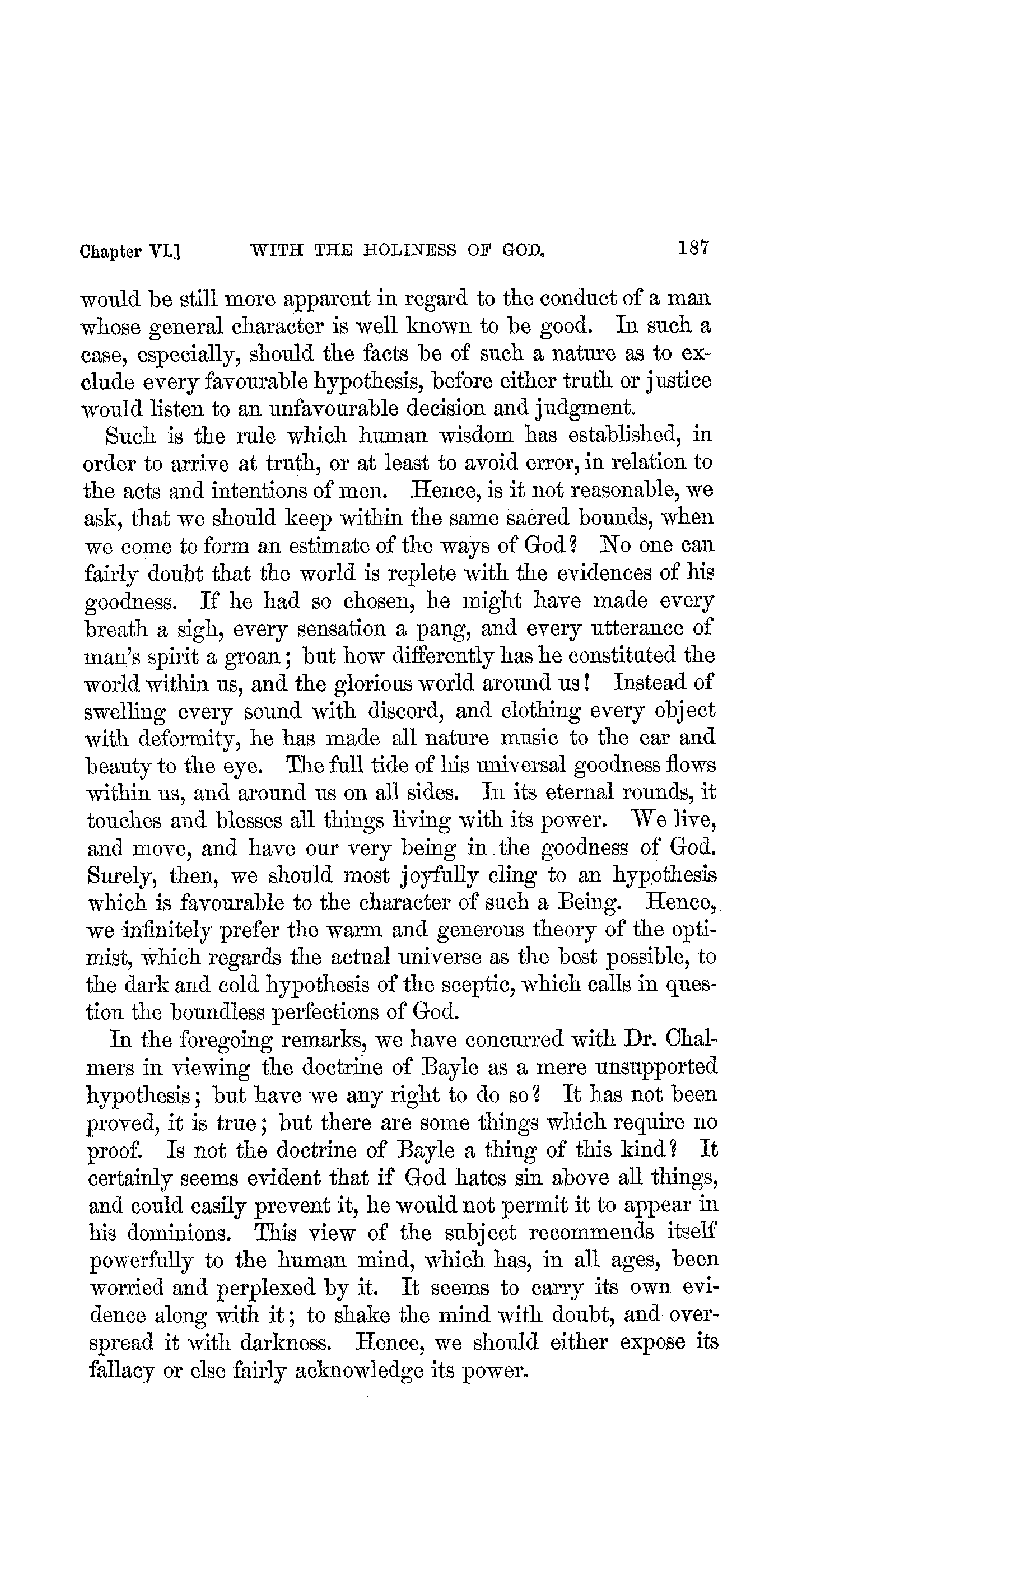 Chapter VI.] WITH THE HOLINESS OF GOD. 187
would be still more apparent in regard to the conduct of a man
whose general character is well known to be good. In such a
case, especially, should the facts be of such a nature as to ex-
clude every favourable hypothesis, before either truth or justice
would listen to an unfavourable decision and judgment.
Such is the rule which human wisdom has established, in
order to arrive at truth, or at least to avoid error, in relation to
the acts and intentions of men. Hence, is it not reasonable, we
ask, that we should keep within the same sacred bounds, when
we come to form an estimate of the ways of God? No one can
fairly doubt that the world is replete with the evidences of his
goodness. If he had so chosen, he might have made every
breath a sigh, every sensation a pang, and every utterance of
man's spirit a groan; but how differently has he constituted the
world within us, and the glorious world around us! Instead of
swelling every sound with discord, and clothing every object
with deformity, he has made all nature music to the ear and
beauty to the eye. The full tide of his universal goodness flows
within us, and around us on all sides. In its eternal rounds, it
touches and blesses all things living with its power. We live,
and move, and have our very being in the goodness of God.
Surely, then, we should most joyfully cling to an hypothesis
which is favourable to the character of such a Being. Hence,
we infinitely prefer the warm and generous theory of the opti-
mist, which regards the actual universe as the best possible, to
the dark and cold hypothesis of the sceptic, which calls in ques-
tion the boundless perfections of God.
In the foregoing remarks, we have concurred with Dr. Chal-
mers in viewing the doctrine of Bayle as a mere unsupported
hypothesis; but have we any right to do so? It has not been
proved, it is true; but there are some things which require no
proof. Is not the doctrine of Bayle a thing of this kind? It
certainly seems evident that if God hates sin above all things,
and could easily prevent it, he would not permit it to appear in
his dominions. This view of the subject recommends itself
powerfully to the human mind, which has, in all ages, been
worried and perplexed by it. It seems to carry its own evi-
dence along with it; to shake the mind with doubt, and over-
spread it with darkness. Hence, we should either expose its
fallacy or else fairly acknowledge its power.